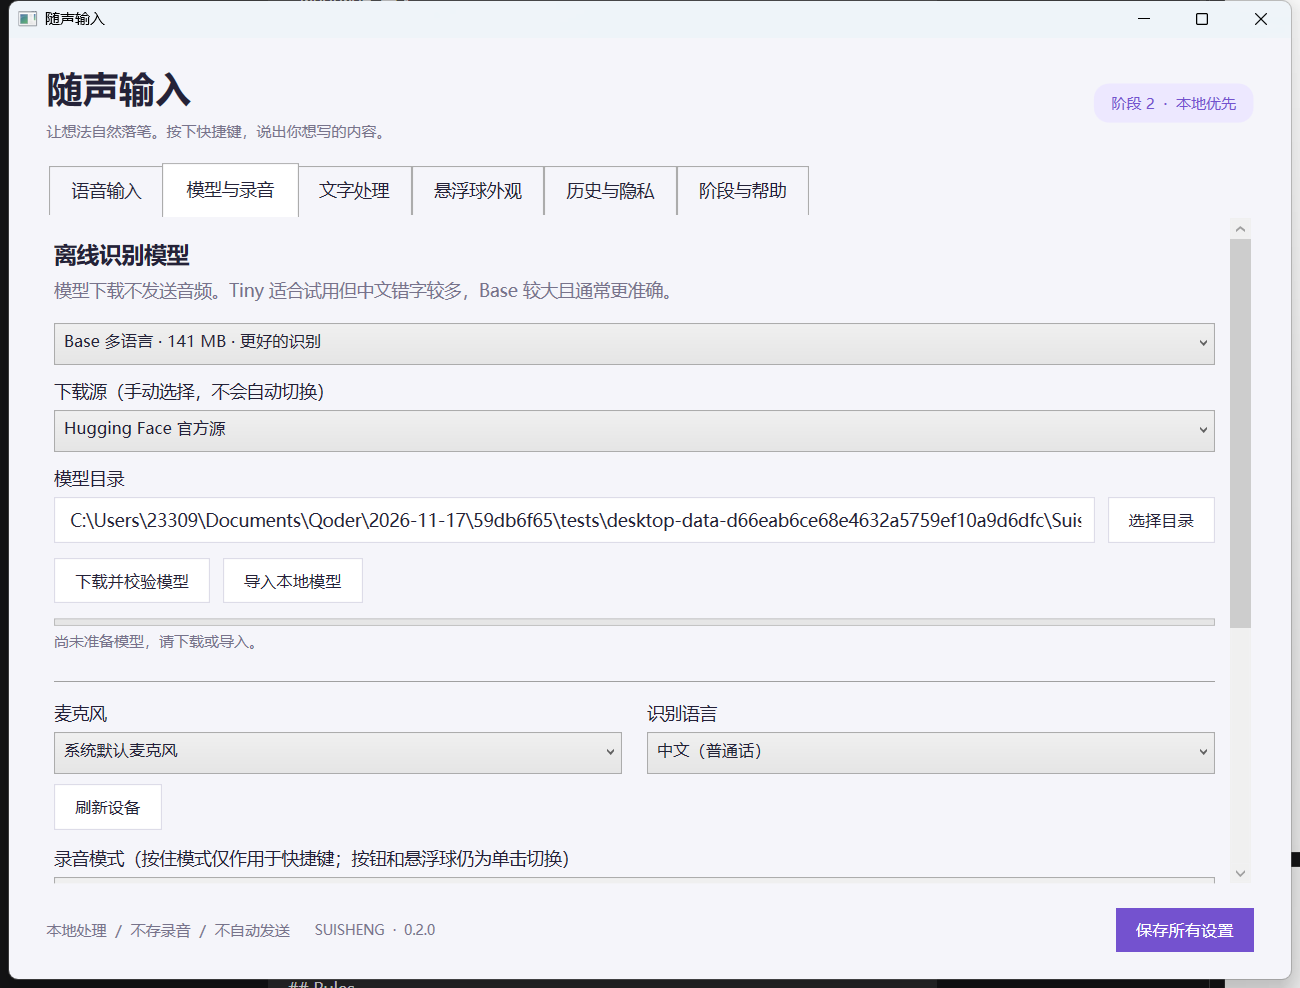 随声输入
随声输入
阶段 2 · 本地优先
让想法自然落笔。按下快捷键，说出你想写的内容。
语音输入 模型与录音 文字处理 悬浮球外观 历史与隐私 阶段与帮助
离线识别模型
模型下载不发送音频。Tiny 适合试用但中文错字较多，Base 较大且通常更准确。
Base 多语言 · 141 MB · 更好的识别
下载源（手动选择，不会自动切换）
Hugging Face 官方源
模型目录
C:\Users\23309\Documents\Qoder\2026-11-17\59db6f65\tests\desktop-data-d66eab6ce68e4632a5759ef10a9d6dfc\Suis 选择目录
下载并校验模型 导入本地模型
尚未准备模型，请下载或导入。
麦克风 识别语言
系统默认麦克风 中文（普通话）
刷新设备
录音模式（按住模式仅作用于快捷键；按钮和悬浮球仍为单击切换）
本地处理 / 不存录音 / 不自动发送 SUISHENG · 0.2.0 保存所有设置
## Rules